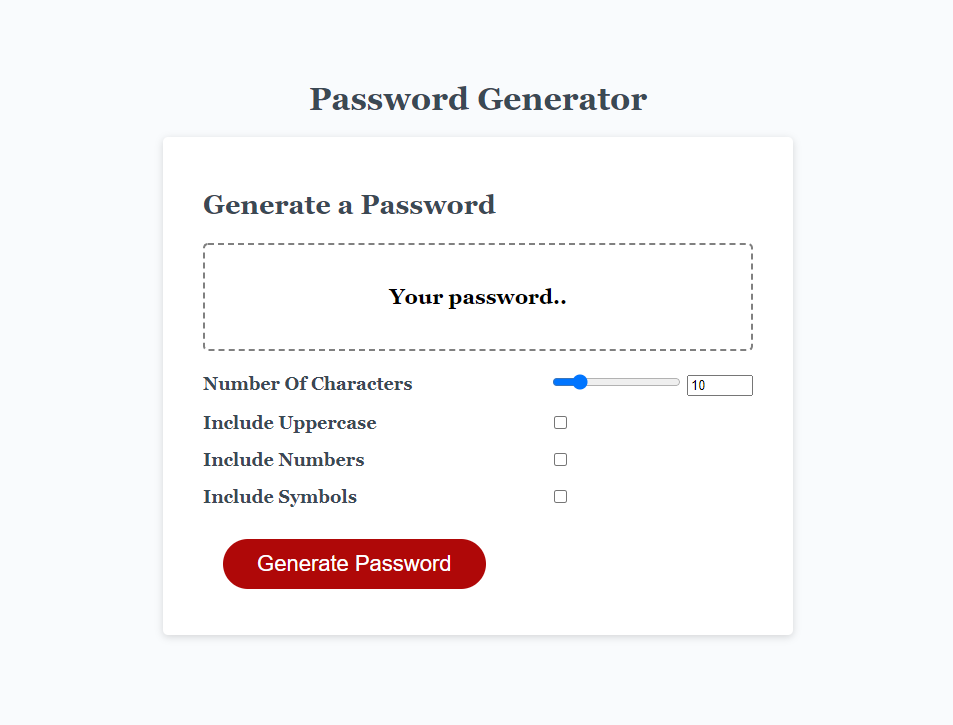 Password Generator
Generate a Password
Your password..
Number Of Characters 10
Include Uppercase
Include Numbers
Include Symbols
Generate Password